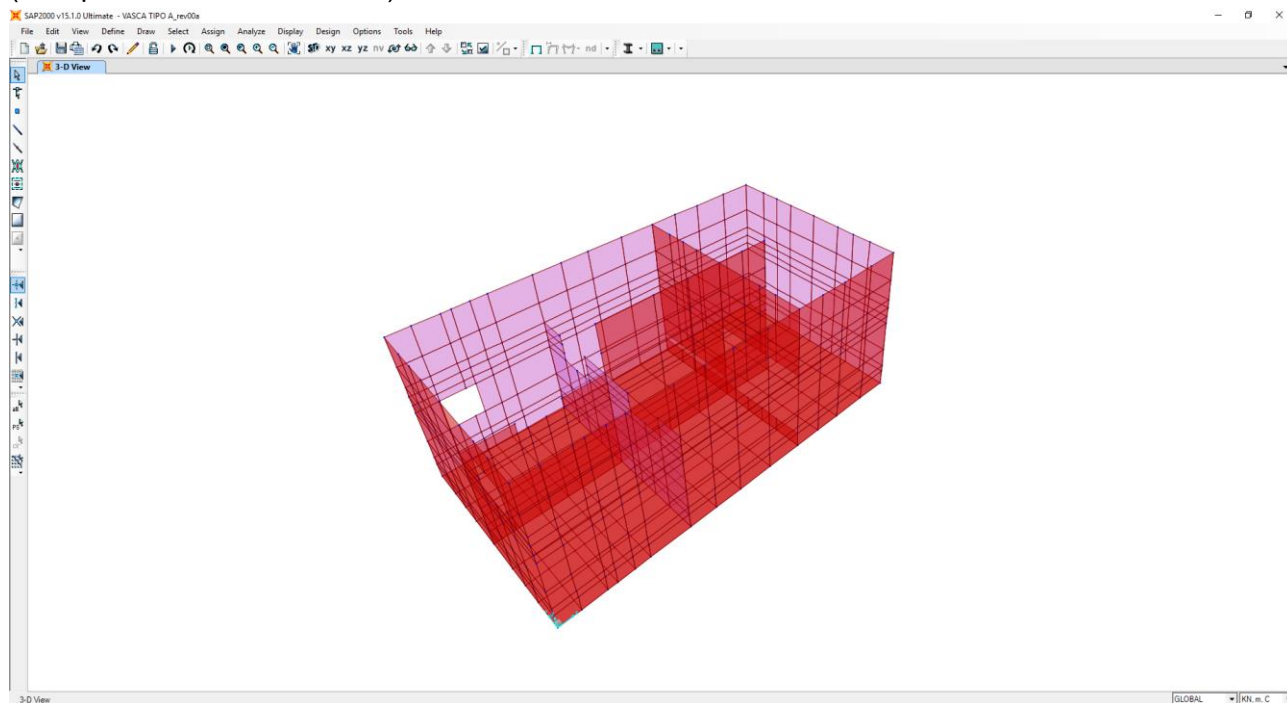 SAP2000 v15.1.0 Ultimate - VASCA TIPO A_rev00a
File Edit View Define Draw Select Assign Analyze Display Design Options Tools Help
xy xz yz nv nd
3-D View
3-D View GLOBAL KN, m, C